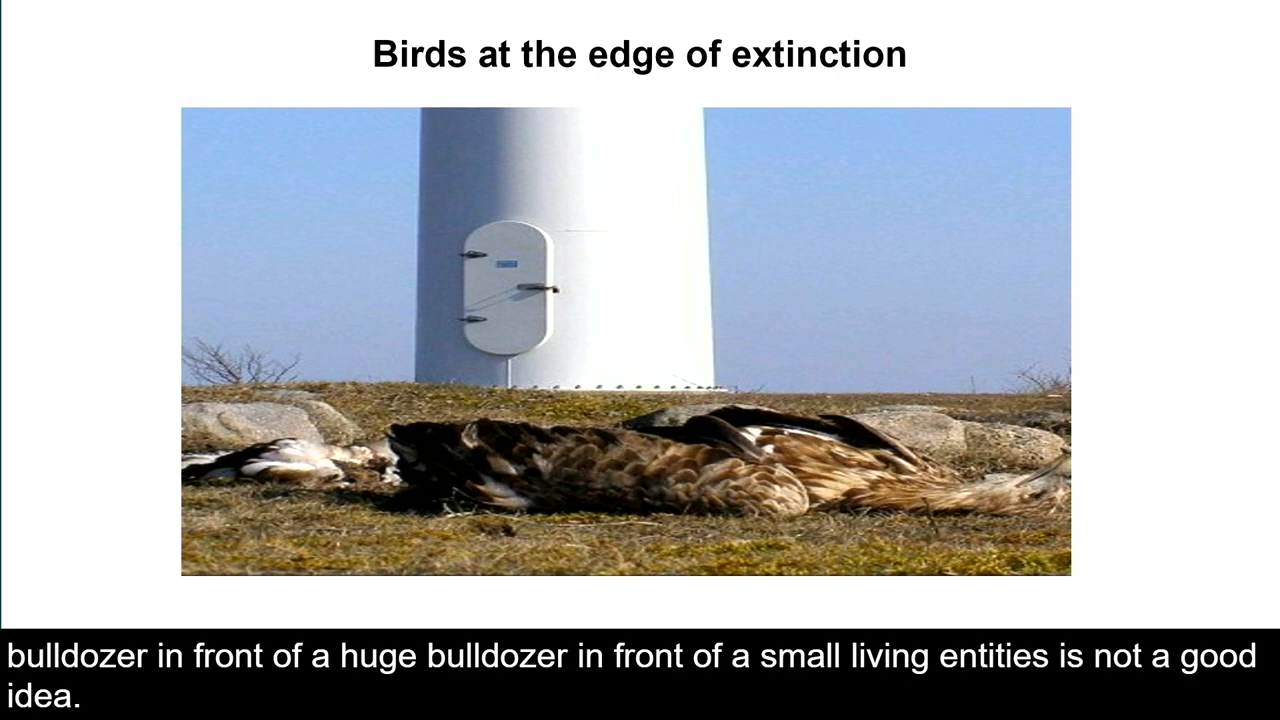 Birds at the edge of extinction
bulldozer in front of a huge bulldozer in front of a small living entities is not a good
idea.